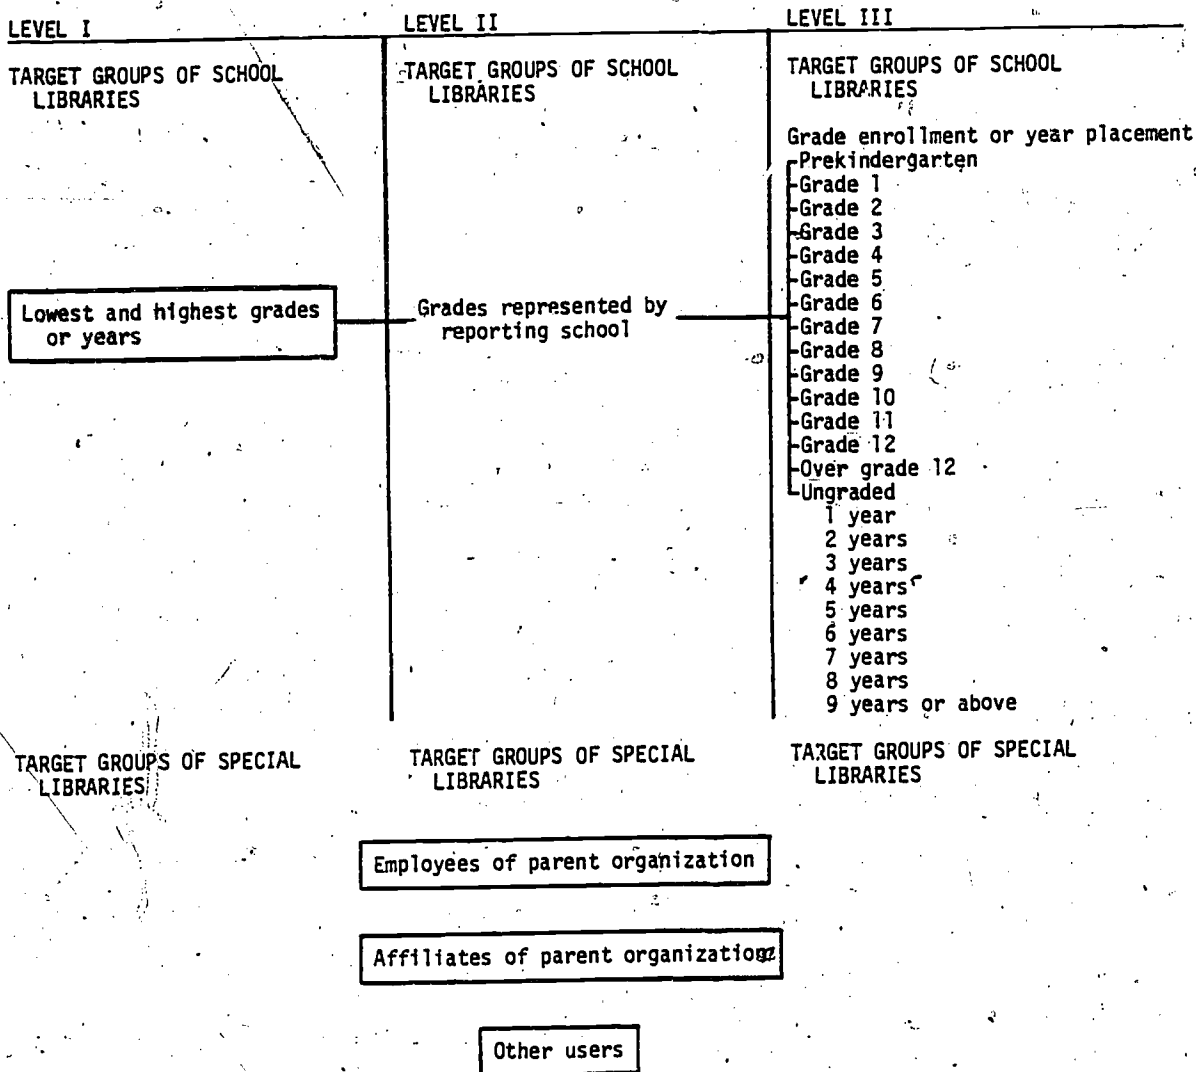 LEVEL I
TARGET GROUPS OF SCHOOL
LIBRARIES
Lowest and highest grades
or years
LEVEL II
TARGET GROUPS OF SCHOOL
LIBRARIES
Grades represented by
reporting school
LEVEL III
TARGET GROUPS OF SCHOOL
LIBRARIES
Grade enrollment or year placement
Prekindergarten
Grade 1
Grade 2
Grade 3
Grade 4
Grade 5
Grade 6
Grade 7
Grade 8
Grade 9
Grade 10
Grade 11
Grade 12
Over grade 12
Ungraded
1 year
2 years
3 years
4 years
5 years
6 years
7 years
8 years
9 years or above
TARGET GROUPS OF SPECIAL
LIBRARIES
TARGET GROUPS OF SPECIAL
LIBRARIES
Employees of parent organization
Affiliates of parent organization
Other users
TARGET GROUPS OF SPECIAL
LIBRARIES